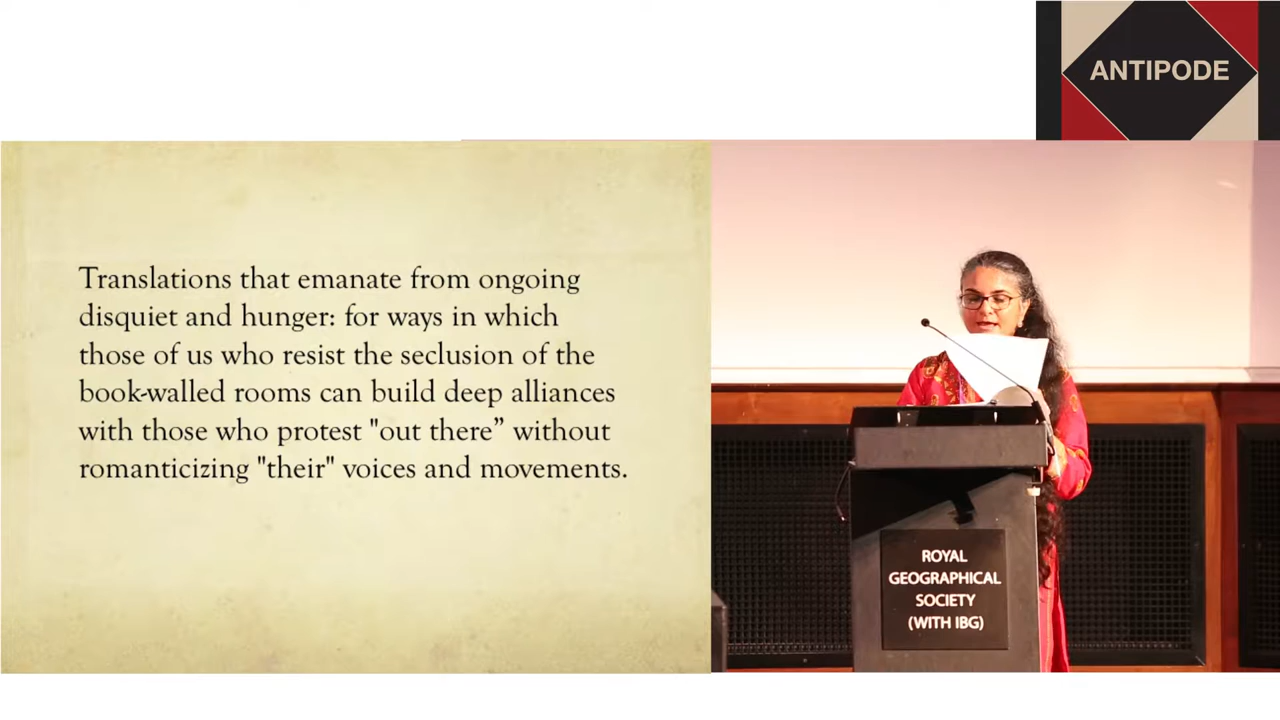 ANTIPODE
Translations that emanate from ongoing
disquiet and hunger: for ways in which
those of us who resist the seclusion of the
book-walled rooms can build deep alliances
with those who protest "out there” without
romanticizing "their" voices and movements.
ROYAL
GEOGRAPHICAL
SOCIETY
(WITH IBG)